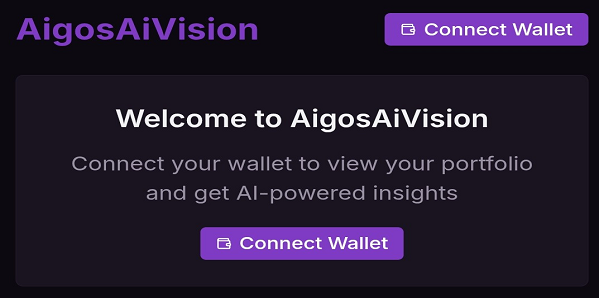 AigosAiVision
Connect Wallet
Welcome to AigosAiVision
Connect your wallet to view your portfolio
and get AI-powered insights
Connect Wallet